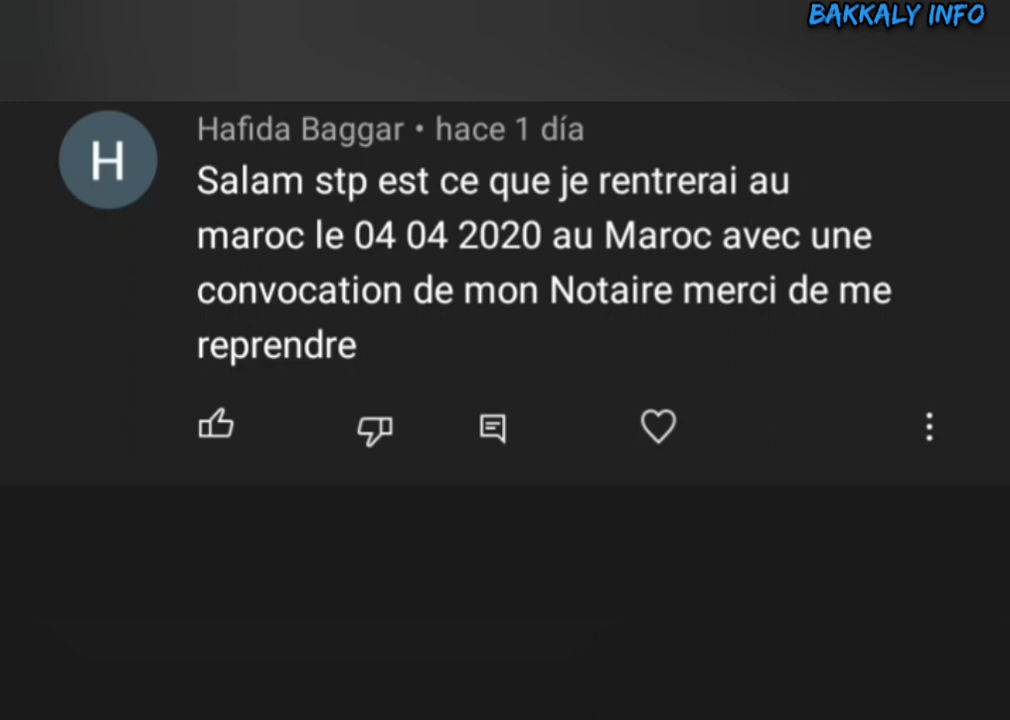 BAKKALY INFO
H
Hafida Baggar • hace 1 día
Salam stp est ce que je rentrerai au
maroc le 04 04 2020 au Maroc avec une
convocation de mon Notaire merci de me
reprendre